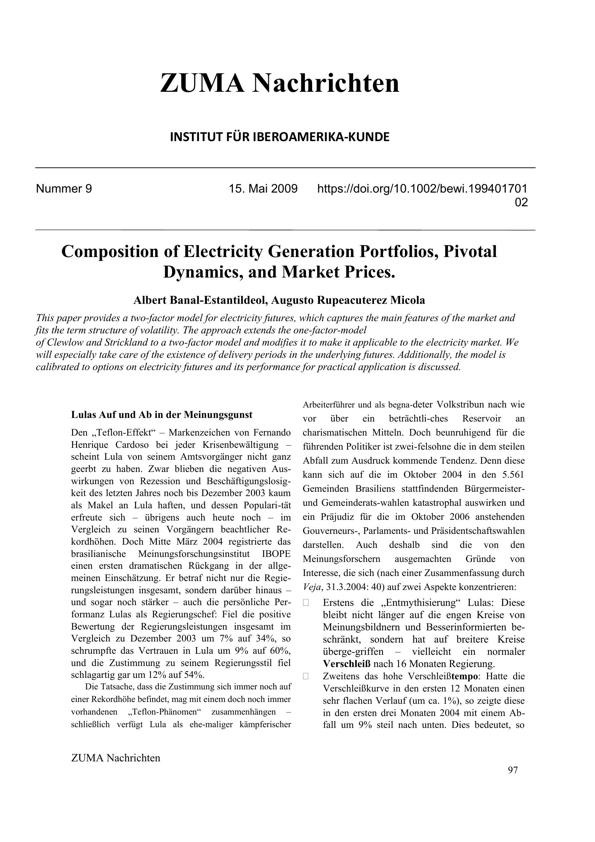 ZUMA Nachrichten
INSTITUT FÜR IBEROAMERIKA-KUNDE
Nummer 9 15. Mai 2009 https://doi.org/10.1002/bewi.199401701
02
Composition of Electricity Generation Portfolios, Pivotal
Dynamics, and Market Prices.
Albert Banal-Estantildeol, Augusto Rupeacuterez Micola
This paper provides a two-factor model for electricity futures, which captures the main features of the market and
fits the term structure of volatility. The approach extends the one-factor-model
of Clewlow and Strickland to a two-factor model and modifies it to make it applicable to the electricity market. We
will especially take care of the existence of delivery periods in the underlying futures. Additionally, the model is
calibrated to options on electricity futures and its performance for practical application is discussed.
Lulas Auf und Ab in der Meinungsgunst
Den „Teflon-Effekt“ – Markenzeichen von Fernando
Henrique Cardoso bei jeder Krisenbewältigung –
scheint Lula von seinem Amtsvorgänger nicht ganz
geerbt zu haben. Zwar blieben die negativen Aus-
wirkungen von Rezession und Beschäftigungslosig-
keit des letzten Jahres noch bis Dezember 2003 kaum
als Makel an Lula haften, und dessen Populari-tät
erfreute sich – übrigens auch heute noch – im
Vergleich zu seinen Vorgängern beachtlicher Re-
kordhöhen. Doch Mitte März 2004 registrierte das
brasilianische Meinungsforschungsinstitut IBOPE
einen ersten dramatischen Rückgang in der allge-
meinen Einschätzung. Er betraf nicht nur die Regie-
rungsleistungen insgesamt, sondern darüber hinaus –
und sogar noch stärker – auch die persönliche Per-
formanz Lulas als Regierungschef: Fiel die positive
Bewertung der Regierungsleistungen insgesamt im
Vergleich zu Dezember 2003 um 7% auf 34%, so
schrumpfte das Vertrauen in Lula um 9% auf 60%,
und die Zustimmung zu seinem Regierungsstil fiel
schlagartig gar um 12% auf 54%.
Die Tatsache, dass die Zustimmung sich immer noch auf
einer Rekordhöhe befindet, mag mit einem doch noch immer
vorhandenen „Teflon-Phänomen“ zusammenhängen –
schließlich verfügt Lula als ehe-maliger kämpferischer
Arbeiterführer und als begna-deter Volkstribun nach wie
vor über ein beträchtli-ches Reservoir an
charismatischen Mitteln. Doch beunruhigend für die
führenden Politiker ist zwei-felsohne die in dem steilen
Abfall zum Ausdruck kommende Tendenz. Denn diese
kann sich auf die im Oktober 2004 in den 5.561
Gemeinden Brasiliens stattfindenden Bürgermeister-
und Gemeinderats-wahlen katastrophal auswirken und
ein Präjudiz für die im Oktober 2006 anstehenden
Gouverneurs-, Parlaments- und Präsidentschaftswahlen
darstellen. Auch deshalb sind die von den
Meinungsforschern ausgemachten Gründe von
Interesse, die sich (nach einer Zusammenfassung durch
Veja, 31.3.2004: 40) auf zwei Aspekte konzentrieren:
Erstens die „Entmythisierung“ Lulas: Diese
bleibt nicht länger auf die engen Kreise von
Meinungsbildnern und Besserinformierten be-
schränkt, sondern hat auf breitere Kreise
überge-griffen – vielleicht ein normaler
Verschleiß nach 16 Monaten Regierung.
Zweitens das hohe Verschleißtempo: Hatte die
Verschleißkurve in den ersten 12 Monaten einen
sehr flachen Verlauf (um ca. 1%), so zeigte diese
in den ersten drei Monaten 2004 mit einem Ab-
fall um 9% steil nach unten. Dies bedeutet, so
ZUMA Nachrichten
97